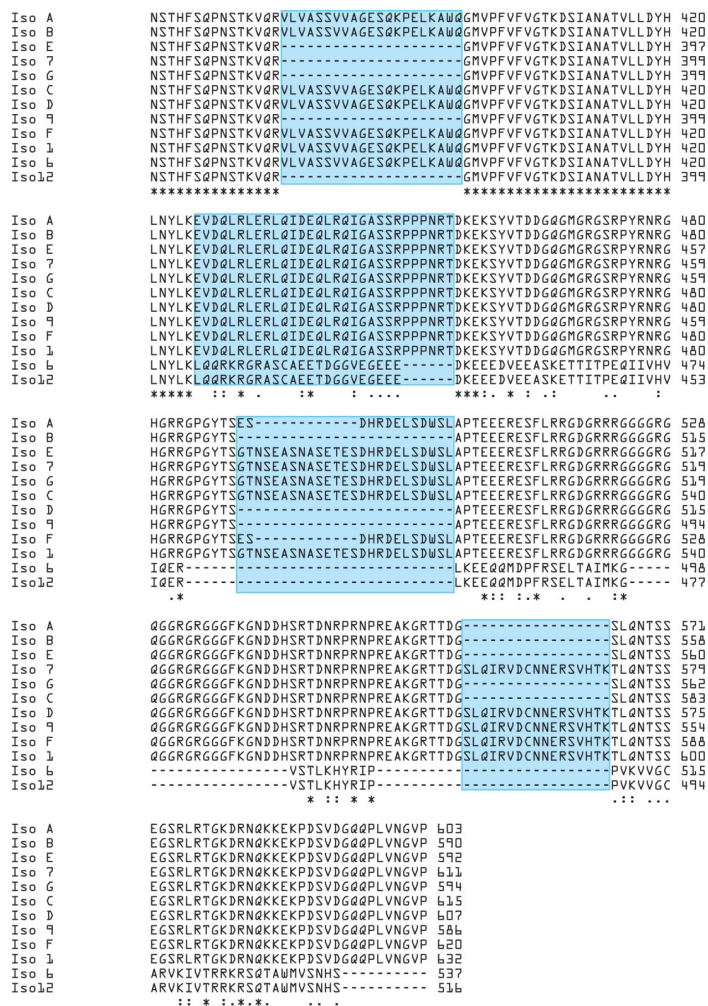 Iso A NSTHFSQPNSTKVQRVLVASSVVAGESQKPELKAWQGMVPFVFVGTKDSIANATVLLDYH 420
Iso B NSTHFSQPNSTKVQRVLVASSVVAGESQKPELKAWQGMVPFVFVGTKDSIANATVLLDYH 420
Iso E NSTHFSQPNSTKVQR---------------------GMVPFVFVGTKDSIANATVLLDYH 397
Iso 7 NSTHFSQPNSTKVQR---------------------GMVPFVFVGTKDSIANATVLLDYH 399
Iso G NSTHFSQPNSTKVQR---------------------GMVPFVFVGTKDSIANATVLLDYH 399
Iso C NSTHFSQPNSTKVQRVLVASSVVAGESQKPELKAWQGMVPFVFVGTKDSIANATVLLDYH 420
Iso D NSTHFSQPNSTKVQRVLVASSVVAGESQKPELKAWQGMVPFVFVGTKDSIANATVLLDYH 420
Iso 9 NSTHFSQPNSTKVQR---------------------GMVPFVFVGTKDSIANATVLLDYH 399
Iso F NSTHFSQPNSTKVQRVLVASSVVAGESQKPELKAWQGMVPFVFVGTKDSIANATVLLDYH 420
Iso 1 NSTHFSQPNSTKVQRVLVASSVVAGESQKPELKAWQGMVPFVFVGTKDSIANATVLLDYH 420
Iso 6 NSTHFSQPNSTKVQRVLVASSVVAGESQKPELKAWQGMVPFVFVGTKDSIANATVLLDYH 420
Iso12 NSTHFSQPNSTKVQR---------------------GMVPFVFVGTKDSIANATVLLDYH 399
*************** ************************
Iso A LNYLKEVDQLRLERLQIDEQLRQIGASSRPPPNRTDKEKSYVTDDGQGMGRGSRPYRNRG 480
Iso B LNYLKEVDQLRLERLQIDEQLRQIGASSRPPPNRTDKEKSYVTDDGQGMGRGSRPYRNRG 480
Iso E LNYLKEVDQLRLERLQIDEQLRQIGASSRPPPNRTDKEKSYVTDDGQGMGRGSRPYRNRG 457
Iso 7 LNYLKEVDQLRLERLQIDEQLRQIGASSRPPPNRTDKEKSYVTDDGQGMGRGSRPYRNRG 459
Iso G LNYLKEVDQLRLERLQIDEQLRQIGASSRPPPNRTDKEKSYVTDDGQGMGRGSRPYRNRG 459
Iso C LNYLKEVDQLRLERLQIDEQLRQIGASSRPPPNRTDKEKSYVTDDGQGMGRGSRPYRNRG 480
Iso D LNYLKEVDQLRLERLQIDEQLRQIGASSRPPPNRTDKEKSYVTDDGQGMGRGSRPYRNRG 480
Iso 9 LNYLKEVDQLRLERLQIDEQLRQIGASSRPPPNRTDKEKSYVTDDGQGMGRGSRPYRNRG 459
Iso F LNYLKEVDQLRLERLQIDEQLRQIGASSRPPPNRTDKEKSYVTDDGQGMGRGSRPYRNRG 480
Iso 1 LNYLKEVDQLRLERLQIDEQLRQIGASSRPPPNRTDKEKSYVTDDGQGMGRGSRPYRNRG 480
Iso 6 LNYLKLQQRKRGRASCAEETDGGVEGEEE------DKEEEDVEEASKETTITPEQIIVHV 474
Iso12 LNYLKLQQRKRGRASCAEETDGGVEGEEE------DKEEEDVEEASKETTITPEQIIVHV 453
***** :: * . :* : .... ***: : . .: . . :
Iso A HGRRGPGYTSES------------DHRDELSDWSLAPTEEERESFLRRGDGRRRGGGGRG 528
Iso B HGRRGPGYTS-------------------------APTEEERESFLRRGDGRRRGGGGRG 515
Iso E HGRRGPGYTSGTNSEASNASETESDHRDELSDWSLAPTEEERESFLRRGDGRRRGGGGRG 517
Iso 7 HGRRGPGYTSGTNSEASNASETESDHRDELSDWSLAPTEEERESFLRRGDGRRRGGGGRG 519
Iso G HGRRGPGYTSGTNSEASNASETESDHRDELSDWSLAPTEEERESFLRRGDGRRRGGGGRG 519
Iso C HGRRGPGYTSGTNSEASNASETESDHRDELSDWSLAPTEEERESFLRRGDGRRRGGGGRG 540
Iso D HGRRGPGYTS-------------------------APTEEERESFLRRGDGRRRGGGGRG 515
Iso 9 HGRRGPGYTS-------------------------APTEEERESFLRRGDGRRRGGGGRG 494
Iso F HGRRGPGYTSES------------DHRDELSDWSLAPTEEERESFLRRGDGRRRGGGGRG 528
Iso 1 HGRRGPGYTSGTNSEASNASETESDHRDELSDWSLAPTEEERESFLRRGDGRRRGGGGRG 540
Iso 6 IQER-------------------------------LKEEQQMDPFRSELTAIMKG----- 498
Iso12 IQER-------------------------------LKEEQQMDPFRSELTAIMKG----- 477
.* *:: :.* . . :*
Iso A QGGRGRGGGFKGNDDHSRTDNRPRNPREAKGRTTDG-----------------SLQNTSS 571
Iso B QGGRGRGGGFKGNDDHSRTDNRPRNPREAKGRTTDG-----------------SLQNTSS 558
Iso E QGGRGRGGGFKGNDDHSRTDNRPRNPREAKGRTTDG-----------------SLQNTSS 560
Iso 7 QGGRGRGGGFKGNDDHSRTDNRPRNPREAKGRTTDGSLQIRVDCNNERSVHTKTLQNTSS 579
Iso G QGGRGRGGGFKGNDDHSRTDNRPRNPREAKGRTTDG-----------------SLQNTSS 562
Iso C QGGRGRGGGFKGNDDHSRTDNRPRNPREAKGRTTDG-----------------SLQNTSS 583
Iso D QGGRGRGGGFKGNDDHSRTDNRPRNPREAKGRTTDGSLQIRVDCNNERSVHTKTLQNTSS 575
Iso 9 QGGRGRGGGFKGNDDHSRTDNRPRNPREAKGRTTDGSLQIRVDCNNERSVHTKTLQNTSS 554
Iso F QGGRGRGGGFKGNDDHSRTDNRPRNPREAKGRTTDGSLQIRVDCNNERSVHTKTLQNTSS 588
Iso 1 QGGRGRGGGFKGNDDHSRTDNRPRNPREAKGRTTDGSLQIRVDCNNERSVHTKTLQNTSS 600
Iso 6 ----------------VSTLKHYRIP---------------------------PVKVVGC 515
Iso12 ----------------VSTLKHYRIP---------------------------PVKVVGC 494
* :: * * .:: ...
Iso A EGSRLRTGKDRNQKKEKPDSVDGQQPLVNGVP 603
Iso B EGSRLRTGKDRNQKKEKPDSVDGQQPLVNGVP 590
Iso E EGSRLRTGKDRNQKKEKPDSVDGQQPLVNGVP 592
Iso 7 EGSRLRTGKDRNQKKEKPDSVDGQQPLVNGVP 611
Iso G EGSRLRTGKDRNQKKEKPDSVDGQQPLVNGVP 594
Iso C EGSRLRTGKDRNQKKEKPDSVDGQQPLVNGVP 615
Iso D EGSRLRTGKDRNQKKEKPDSVDGQQPLVNGVP 607
Iso 9 EGSRLRTGKDRNQKKEKPDSVDGQQPLVNGVP 586
Iso F EGSRLRTGKDRNQKKEKPDSVDGQQPLVNGVP 620
Iso 1 EGSRLRTGKDRNQKKEKPDSVDGQQPLVNGVP 632
Iso 6 ARVKIVTRRKRSQTAWMVSNHS---------- 537
Iso12 ARVKIVTRRKRSQTAWMVSNHS---------- 516
:: * :.*.*. . . .